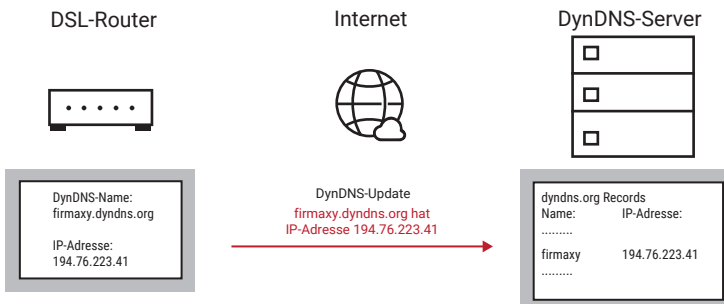 DSL-Router
Internet
DynDNS-Server
DynDNS-Name:
firmaxy.dyndns.org
IP-Adresse:
194.76.223.41
DynDNS-Update
firmaxy.dyndns.org hat
IP-Adresse 194.76.223.41
dyndns.org Records
Name: IP-Adresse:
.........
firmaxy 194.76.223.41
.........